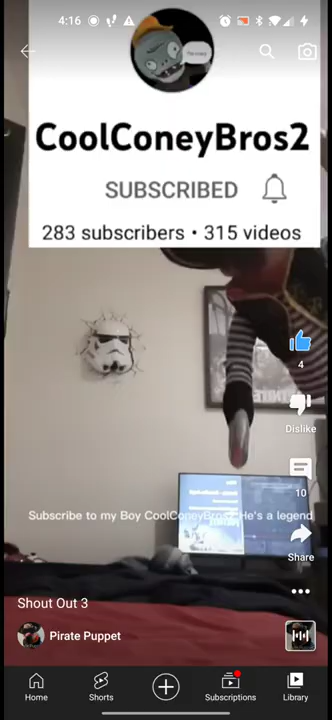 4:16
CoolConeyBros2
SUBSCRIBED
283 subscribers • 315 videos
4
Dislike
10
Subscribe to my Boy CoolConeyBros2 He's a legend
Share
Shout Out 3
Pirate Puppet
Home
Shorts
Subscriptions
Library